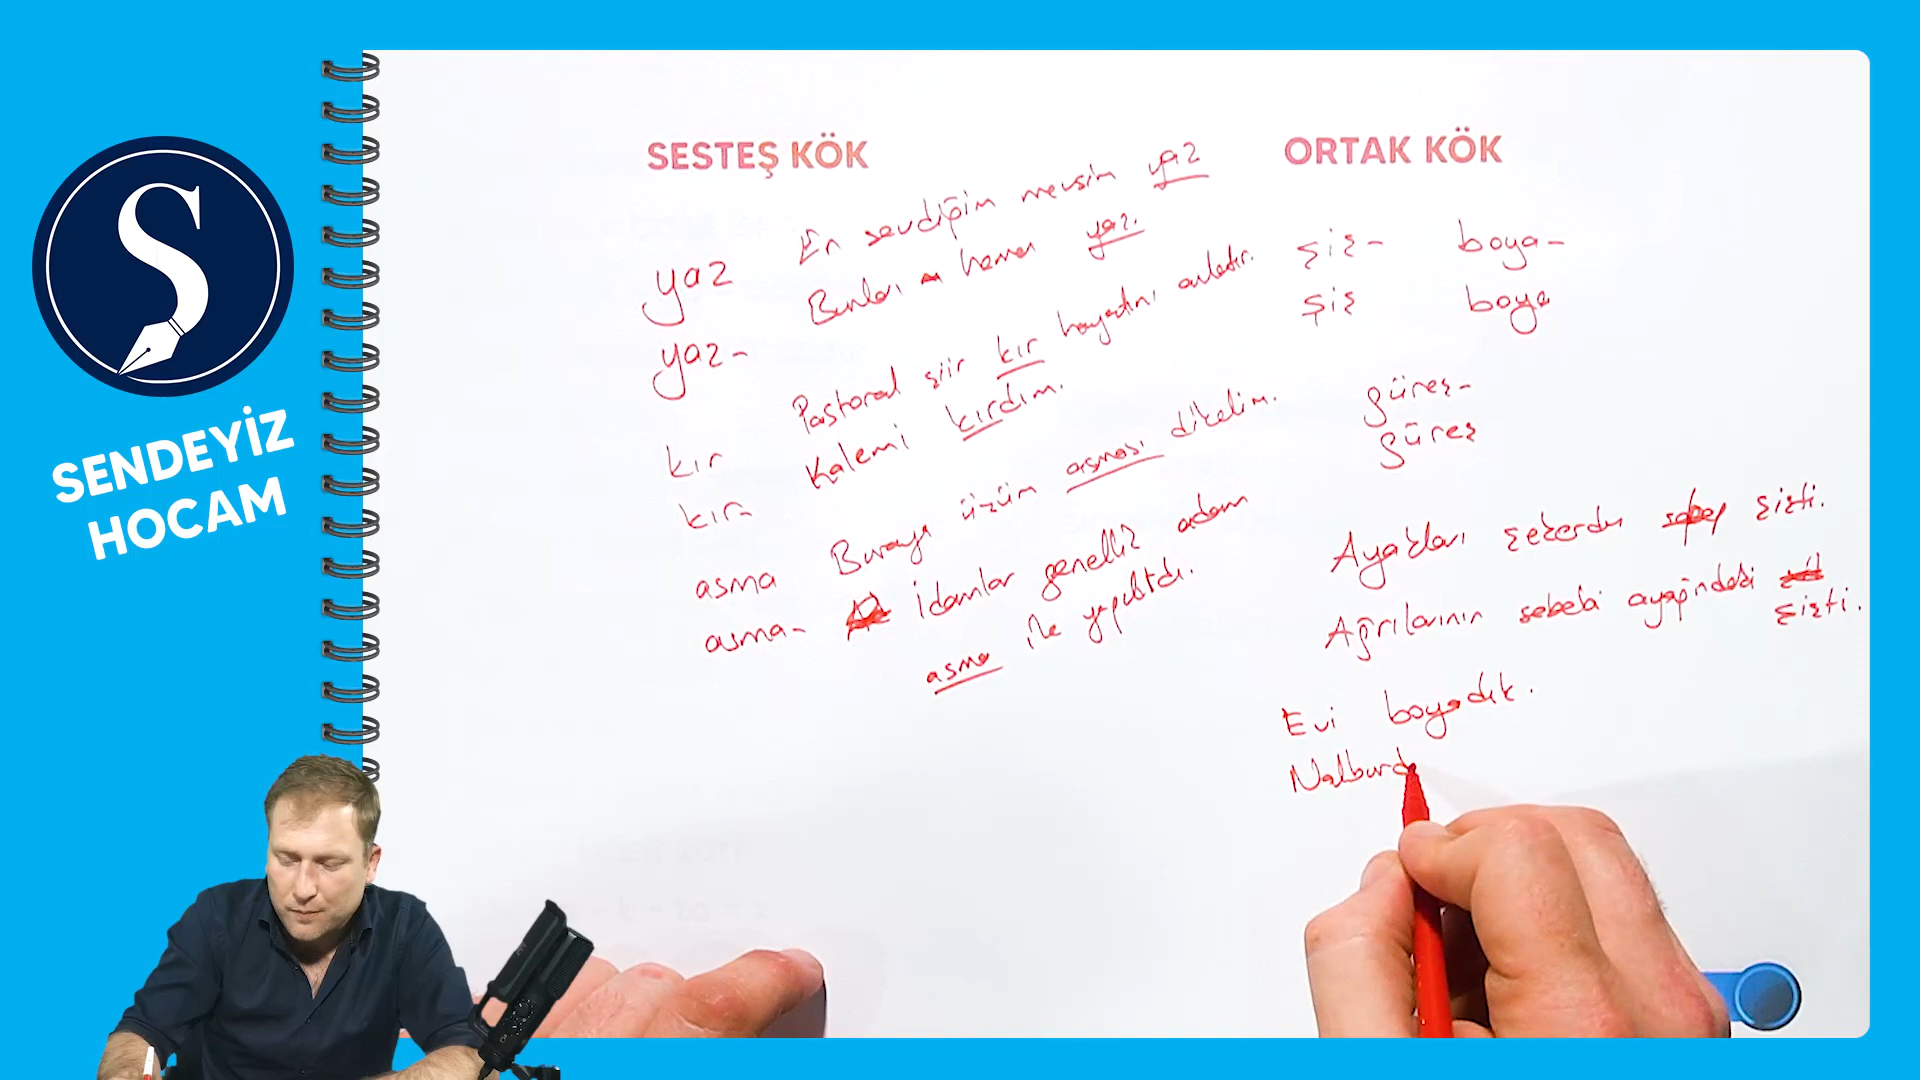 SENDEYİZ
HOCAM
SESTEŞ KÖK
yaz En sevdiğim mevsim yaz
yaz- Bunları hemen yaz.
kır Pastoral şiir kır hayatını anlatır.
kır- Kalemi kırdım.
asma Buraya üzüm asması dikelim.
asma- İdamlar genellik adam
asma ile yapılırdı.
ORTAK KÖK
şiş- boya-
şiş boya
güreş-
güreş
Ayakları şekerden şişti.
Ağrılarının sebebi ayağındaki
şişti.
Evi boyadık.
Nalburd